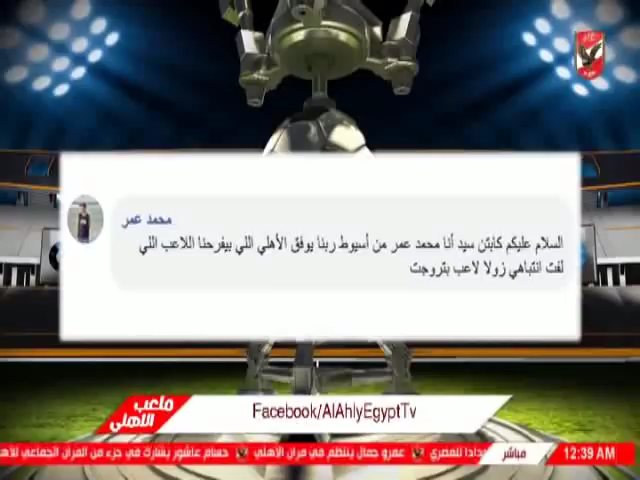 محمد عمر
السلام عليكم كابتن سيد أنا محمد عمر من أسيوط ربنا يوفق الأهلي اللي بيفرحنا اللاعب اللي
لفت انتباهي زولا لاعب بتروجت
ملعب
الأهلى
Facebook/AlAhlyEgyptTv
12:39 AM
مباشر
للمصري عمرو جمال ينتظم في مران الأهلي حسام عاشور يشارك في جزء من المران الجماعي